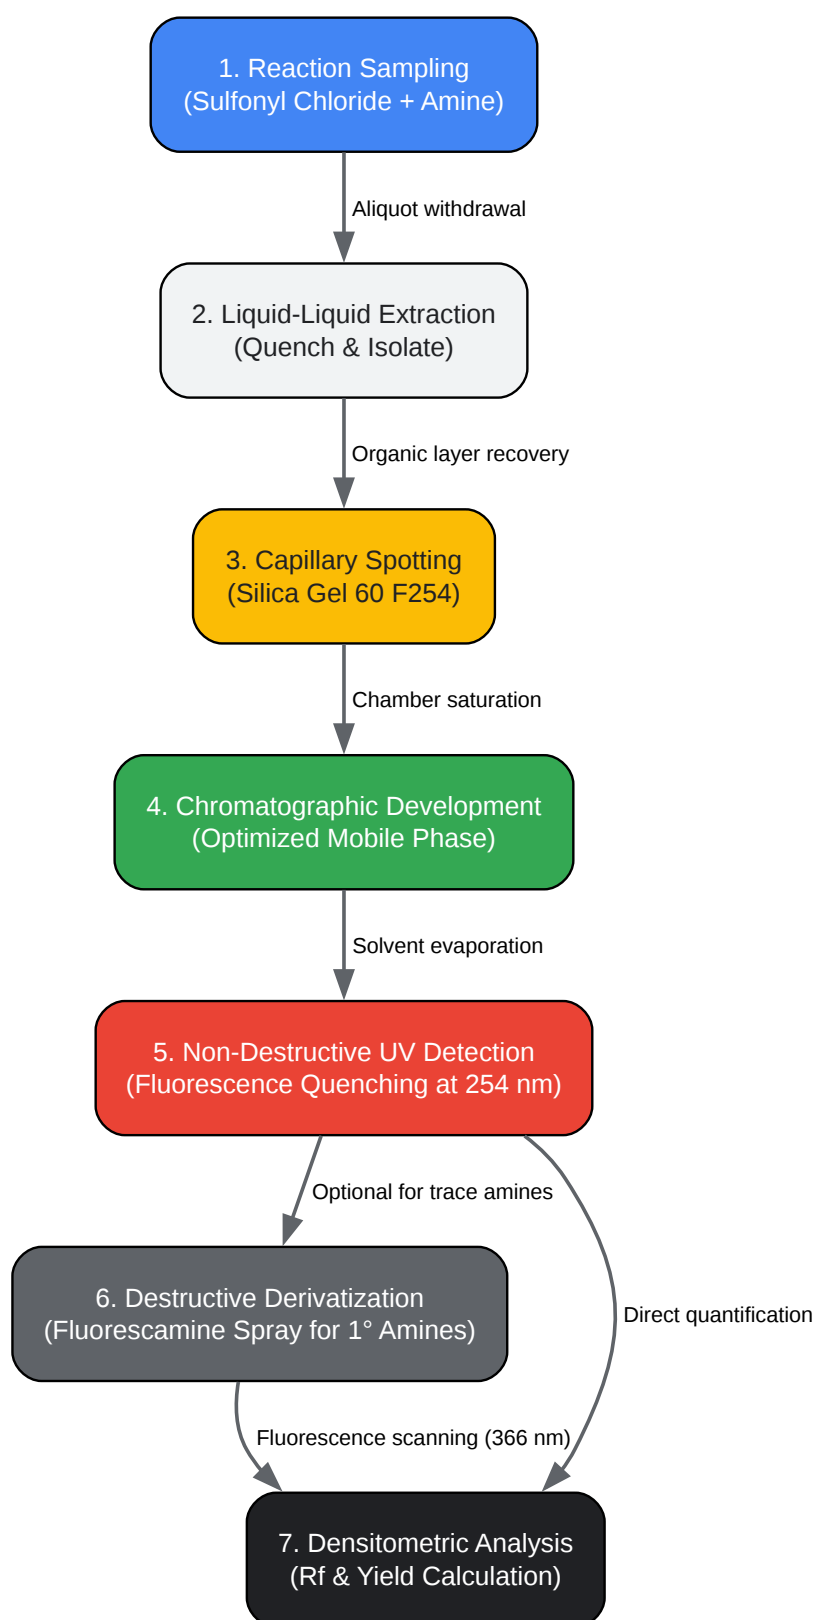 1. Reaction Sampling
(Sulfonyl Chloride + Amine)
Aliquot withdrawal
2. Liquid-Liquid Extraction
(Quench & Isolate)
Organic layer recovery
3. Capillary Spotting
(Silica Gel 60 F254)
Chamber saturation
4. Chromatographic Development
(Optimized Mobile Phase)
Solvent evaporation
5. Non-Destructive UV Detection
(Fluorescence Quenching at 254 nm)
Optional for trace amines
6. Destructive Derivatization
(Fluorescamine Spray for 1° Amines)
Direct quantification
Fluorescence scanning (366 nm)
7. Densitometric Analysis
(Rf & Yield Calculation)